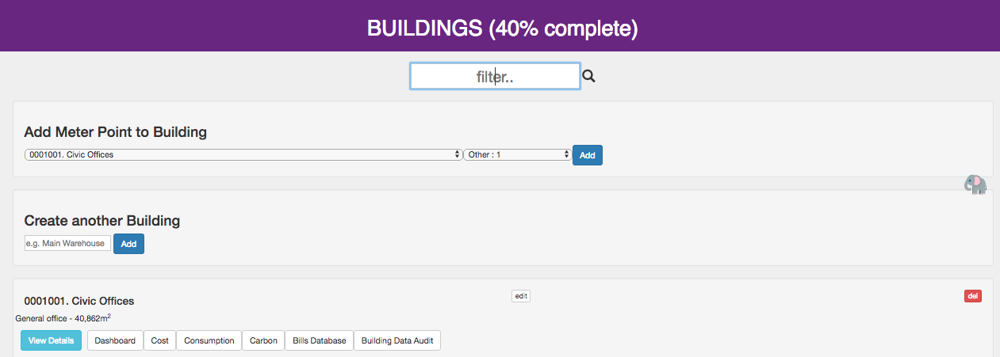 BUILDINGS (40% complete)
filter..
Add Meter Point to Building
0001001. Civic Offices Other : 1 Add
Create another Building
e.g. Main Warehouse Add
0001001. Civic Offices edit del
General office - 40,862m²
View Details Dashboard Cost Consumption Carbon Bills Database Building Data Audit